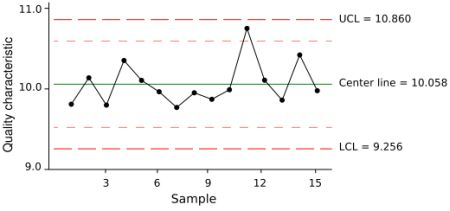 11.0
UCL = 10.860
Quality characteristic
10.0
Center line = 10.058
LCL = 9.256
9.0
3 6 9 12 15
Sample